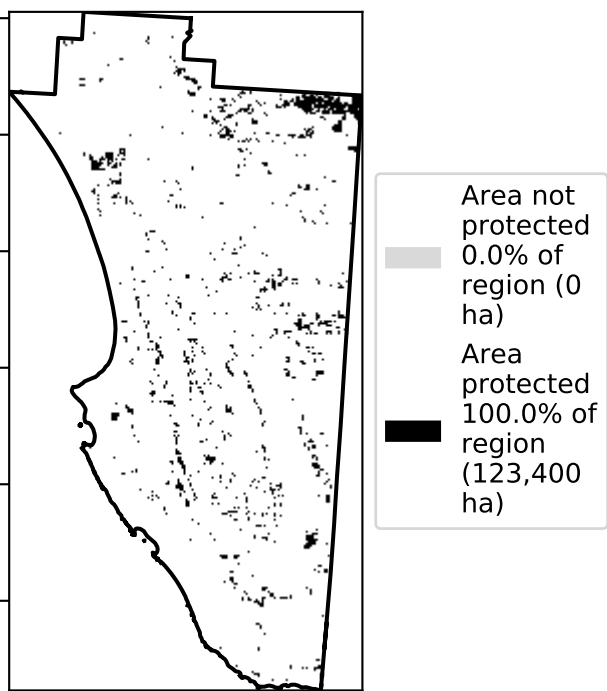 Area not
protected
0.0% of
region (0
ha)
Area
protected
100.0% of
region
(123,400
ha)